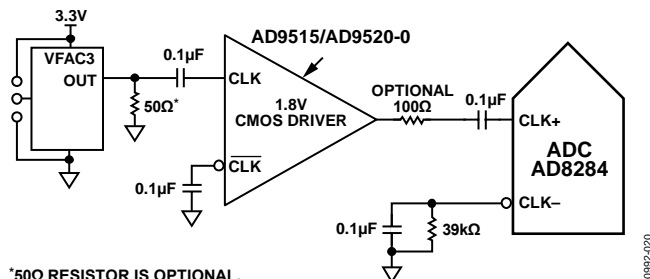 3.3V
VFAC3
OUT
0.1µF
50Ω*
AD9515/AD9520-0
CLK
1.8V
CMOS DRIVER
CLK
0.1µF
OPTIONAL
100Ω
0.1µF
CLK+
ADC
AD8284
CLK–
0.1µF
39kΩ
*50Ω RESISTOR IS OPTIONAL.
0992-020